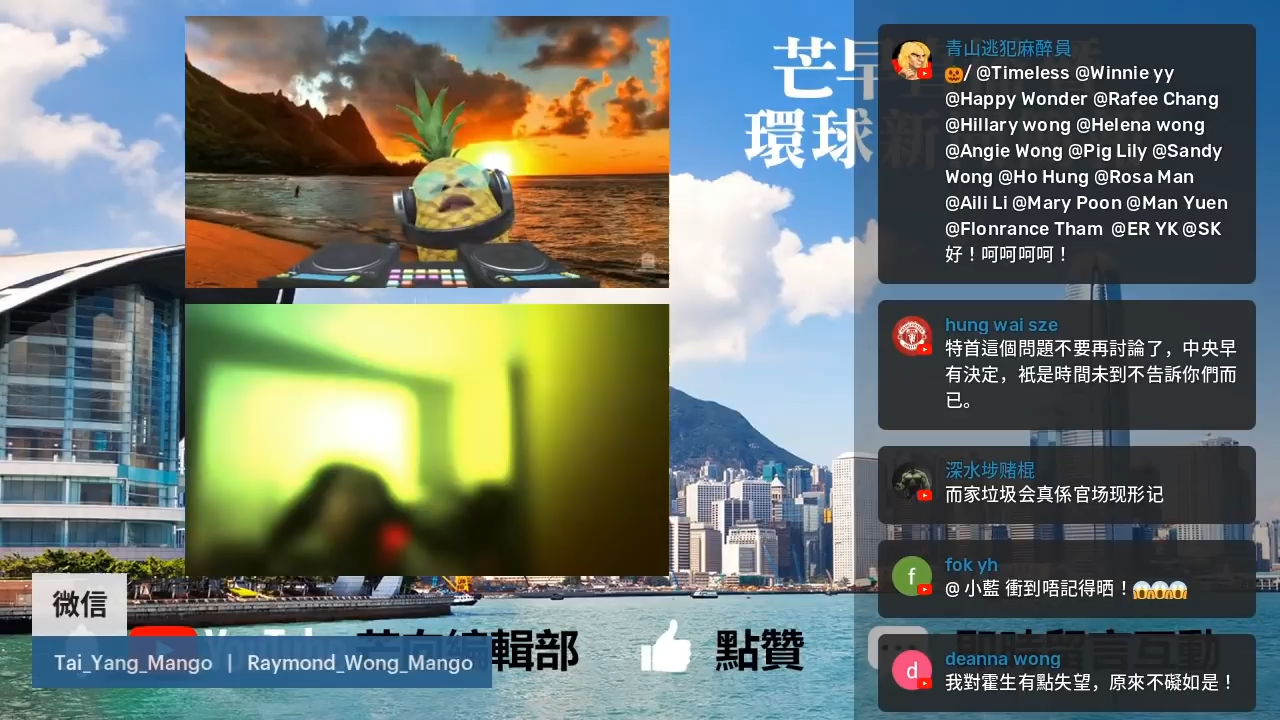 芒早
環球新
青山逃犯麻醉員
🎃/ @Timeless @Winnie yy
@Happy Wonder @Rafee Chang
@Hillary wong @Helena wong
@Angie Wong @Pig Lily @Sandy
Wong @Ho Hung @Rosa Man
@Aili Li @Mary Poon @Man Yuen
@Flonrance Tham @ER YK @SK
好！呵呵呵呵！
hung wai sze
特首這個問題不要再討論了，中央早
有決定，祇是時間未到不告訴你們而
已。
深水埗赌棍
而家垃圾会真係官场现形记
fok yh
@ 小藍 衝到唔記得晒！😱😱😱
deanna wong
我對霍生有點失望，原來不礙如是！
微信
Tai_Yang_Mango | Raymond_Wong_Mango
YouTube 芒向編輯部
點贊
即時留言互動